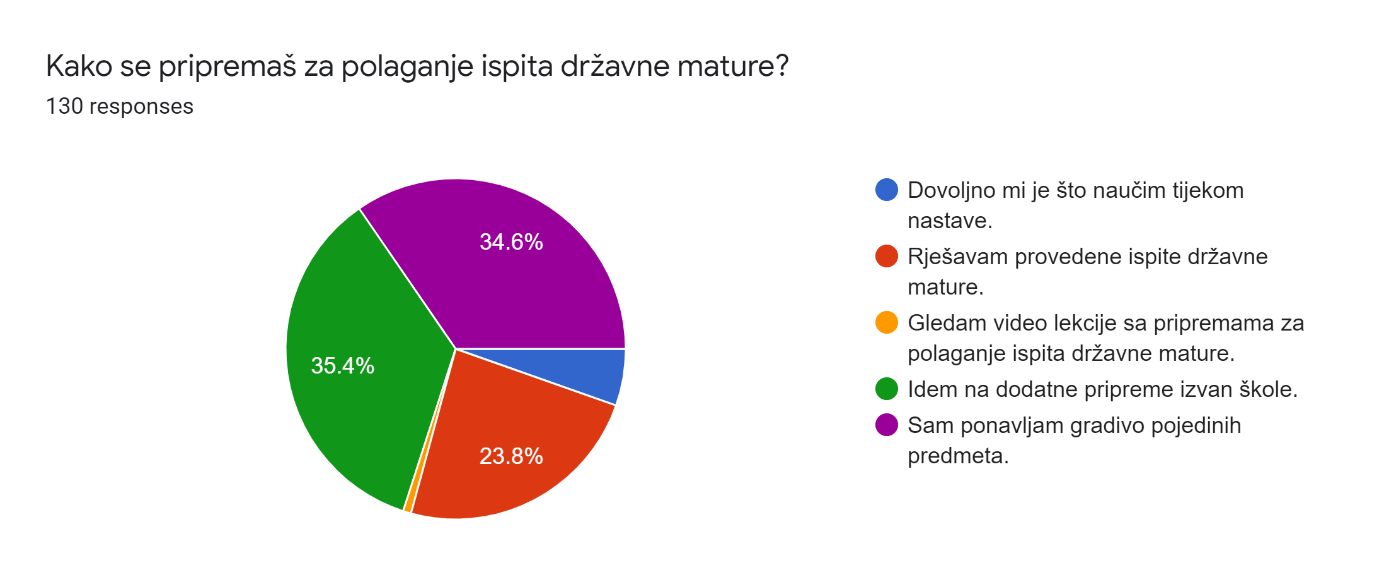 Kako se pripremaš za polaganje ispita državne mature?
130 responses
34.6%
35.4%
23.8%
Dovoljno mi je što naučim tijekom
nastave.
Rješavam provedene ispite državne
mature.
Gledam video lekcije sa pripremama za
polaganje ispita državne mature.
Idem na dodatne pripreme izvan škole.
Sam ponavljam gradivo pojedinih
predmeta.